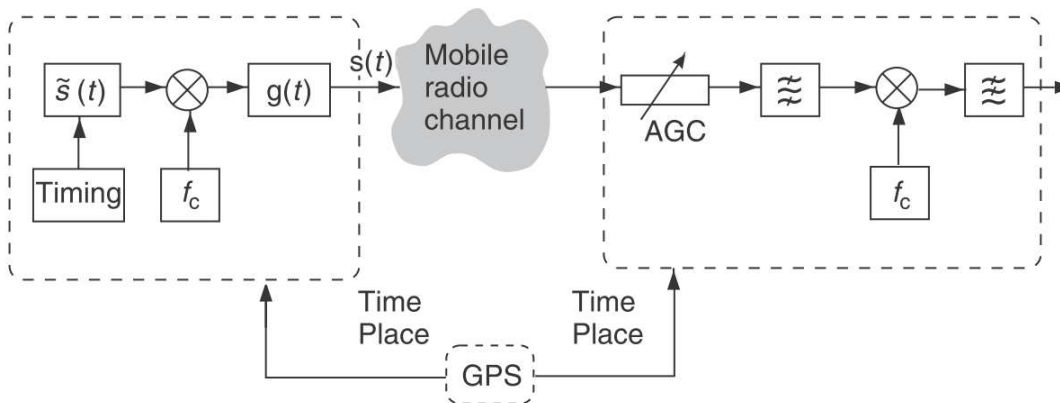 s̃ (t)
Timing
f_c
g(t)
s(t)
Mobile
radio
channel
AGC
f_c
Time
Place
Time
Place
GPS